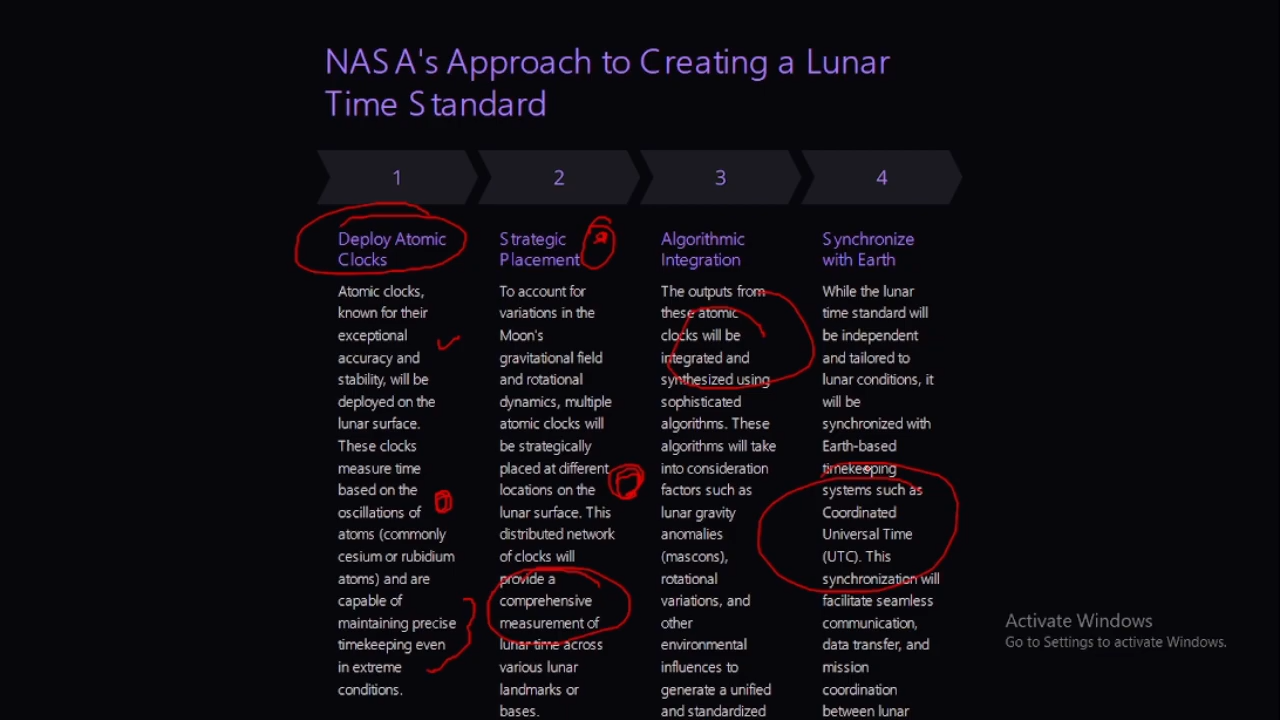 NASA's Approach to Creating a Lunar
Time Standard
1
2
3
4
Deploy Atomic
Clocks
Atomic clocks,
known for their
exceptional
accuracy and
stability, will be
deployed on the
lunar surface.
These clocks
measure time
based on the
oscillations of
atoms (commonly
cesium or rubidium
atoms) and are
capable of
maintaining precise
timekeeping even
in extreme
conditions.
Strategic
Placement
To account for
variations in the
Moon's
gravitational field
and rotational
dynamics, multiple
atomic clocks will
be strategically
placed at different
locations on the
lunar surface. This
distributed network
of clocks will
provide a
comprehensive
measurement of
lunar time across
various lunar
landmarks or
bases.
Algorithmic
Integration
The outputs from
these atomic
clocks will be
integrated and
synthesized using
sophisticated
algorithms. These
algorithms will take
into consideration
factors such as
lunar gravity
anomalies
(mascons),
rotational
variations, and
other
environmental
influences to
generate a unified
and standardized
Synchronize
with Earth
While the lunar
time standard will
be independent
and tailored to
lunar conditions, it
will be
synchronized with
Earth-based
timekeeping
systems such as
Coordinated
Universal Time
(UTC). This
synchronization will
facilitate seamless
communication,
data transfer, and
mission
coordination
between lunar
Activate Windows
Go to Settings to activate Windows.